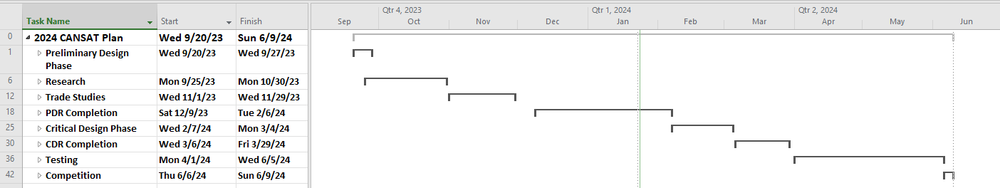 Qtr 4, 2023 Qtr 1, 2024 Qtr 2, 2024
Task Name Start Finish Sep Oct Nov Dec Jan Feb Mar Apr May Jun
0 2024 CANSAT Plan Wed 9/20/23 Sun 6/9/24
1 Preliminary Design Wed 9/20/23 Wed 9/27/23
Phase
6 Research Mon 9/25/23 Mon 10/30/23
12 Trade Studies Wed 11/1/23 Wed 11/29/23
18 PDR Completion Sat 12/9/23 Tue 2/6/24
25 Critical Design Phase Wed 2/7/24 Mon 3/4/24
30 CDR Completion Wed 3/6/24 Fri 3/29/24
36 Testing Mon 4/1/24 Wed 6/5/24
42 Competition Thu 6/6/24 Sun 6/9/24